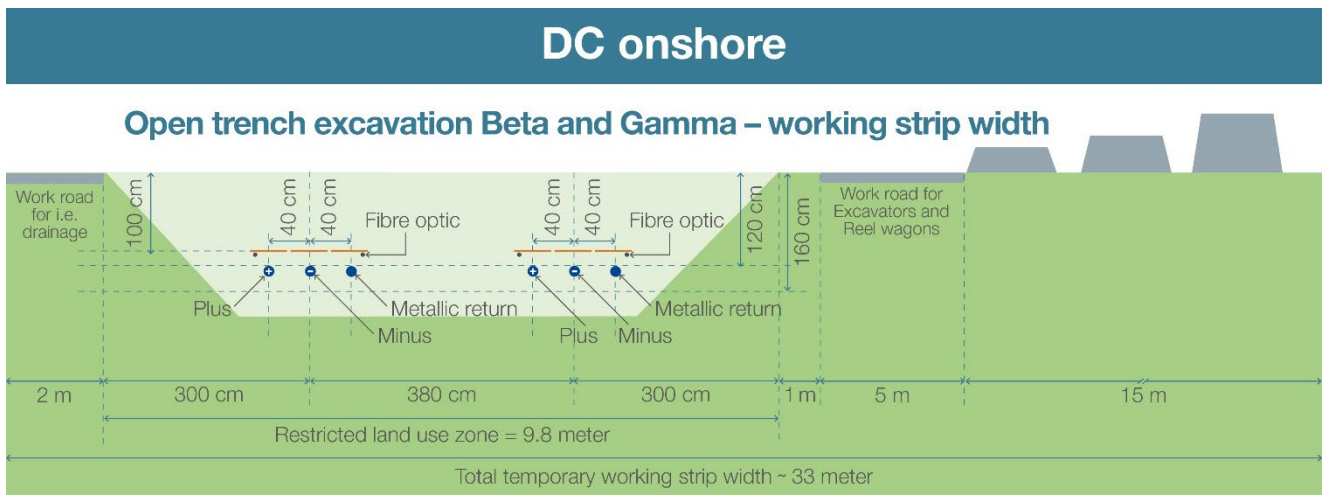 DC onshore
Open trench excavation Beta and Gamma – working strip width
Work road
for i.e.
drainage
100 cm
40 cm
40 cm
Fibre optic
40 cm
40 cm
Fibre optic
120 cm
160 cm
Work road for
Excavators and
Reel wagons
+
−
+
−
Plus
Metallic return
Minus
Plus
Minus
Metallic return
2 m
300 cm
380 cm
300 cm
1 m
5 m
15 m
Restricted land use zone = 9.8 meter
Total temporary working strip width ~ 33 meter